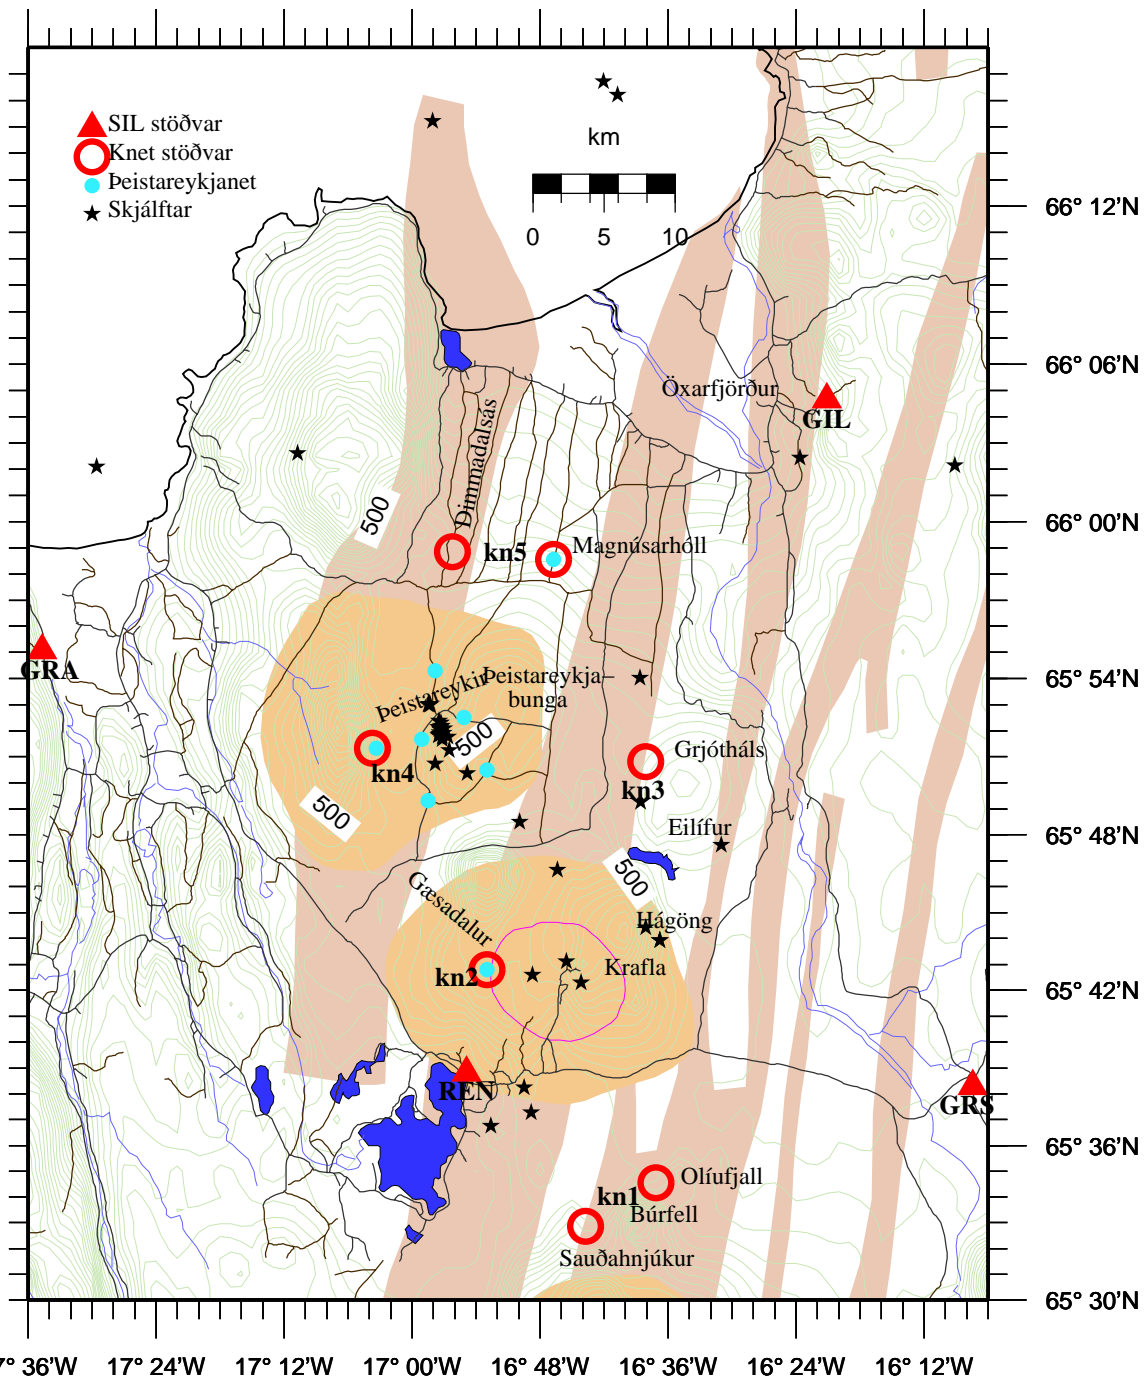 SIL stöðvar
Knet stöðvar
Þeistareykjanet
Skjálftar
km
0 5 10
66° 12'N
66° 06'N
66° 00'N
65° 54'N
65° 48'N
65° 42'N
65° 36'N
65° 30'N
Öxarfjörður
GIL
Dimmadalsás
500
kn5
Magnúsarhóll
GRA
Þeistareykir
Þeistareykja–
bunga
500
kn4
Grjótháls
kn3
500
Eilífur
500
Gæsadalur
Hágöng
Krafla
kn2
REN
GRS
Olíufjall
kn1
Búrfell
Sauðahnjúkur
7° 36'W 17° 24'W 17° 12'W 17° 00'W 16° 48'W 16° 36'W 16° 24'W 16° 12'W